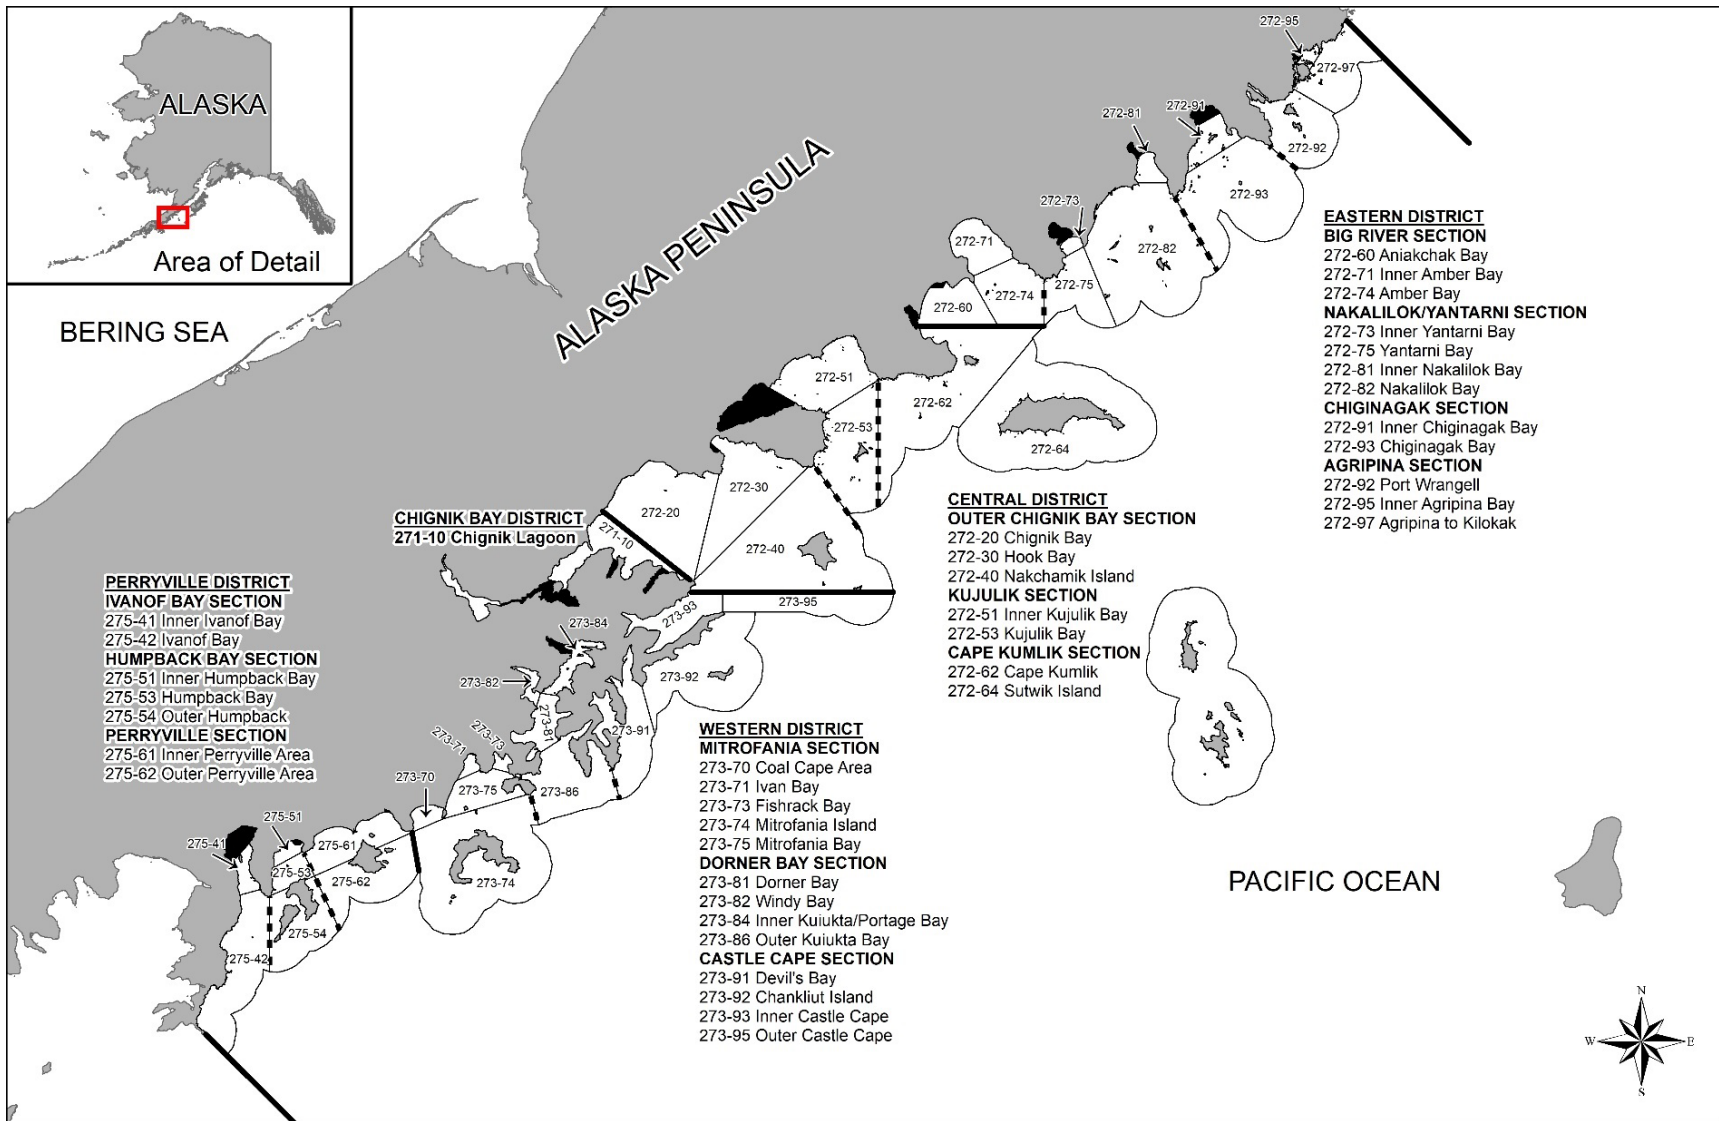 ALASKA
Area of Detail
BERING SEA
ALASKA PENINSULA
PACIFIC OCEAN
272-95
272-97
272-91
272-81
272-92
272-93
272-73
272-71
272-82
272-75
272-74
272-60
272-51
272-62
272-53
272-64
272-30
272-20
271-10
272-40
273-95
273-93
273-84
273-92
273-82
273-87
273-91
273-71
273-73
273-70
273-75
273-86
273-74
275-51
275-41
275-61
275-53
275-62
275-54
275-42
EASTERN DISTRICT
BIG RIVER SECTION
272-60 Aniakchak Bay
272-71 Inner Amber Bay
272-74 Amber Bay
NAKALILOK/YANTARNI SECTION
272-73 Inner Yantarni Bay
272-75 Yantarni Bay
272-81 Inner Nakalilok Bay
272-82 Nakalilok Bay
CHIGINAGAK SECTION
272-91 Inner Chiginagak Bay
272-93 Chiginagak Bay
AGRIPINA SECTION
272-92 Port Wrangell
272-95 Inner Agripina Bay
272-97 Agripina to Kilokak
CENTRAL DISTRICT
OUTER CHIGNIK BAY SECTION
272-20 Chignik Bay
272-30 Hook Bay
272-40 Nakchamik Island
KUJULIK SECTION
272-51 Inner Kujulik Bay
272-53 Kujulik Bay
CAPE KUMLIK SECTION
272-62 Cape Kumlik
272-64 Sutwik Island
CHIGNIK BAY DISTRICT
271-10 Chignik Lagoon
PERRYVILLE DISTRICT
IVANOF BAY SECTION
275-41 Inner Ivanof Bay
275-42 Ivanof Bay
HUMPBACK BAY SECTION
275-51 Inner Humpback Bay
275-53 Humpback Bay
275-54 Outer Humpback
PERRYVILLE SECTION
275-61 Inner Perryville Area
275-62 Outer Perryville Area
WESTERN DISTRICT
MITROFANIA SECTION
273-70 Coal Cape Area
273-71 Ivan Bay
273-73 Fishrack Bay
273-74 Mitrofania Island
273-75 Mitrofania Bay
DORNER BAY SECTION
273-81 Dorner Bay
273-82 Windy Bay
273-84 Inner Kuiukta/Portage Bay
273-86 Outer Kuiukta Bay
CASTLE CAPE SECTION
273-91 Devil's Bay
273-92 Chankliut Island
273-93 Inner Castle Cape
273-95 Outer Castle Cape
N
W E
S